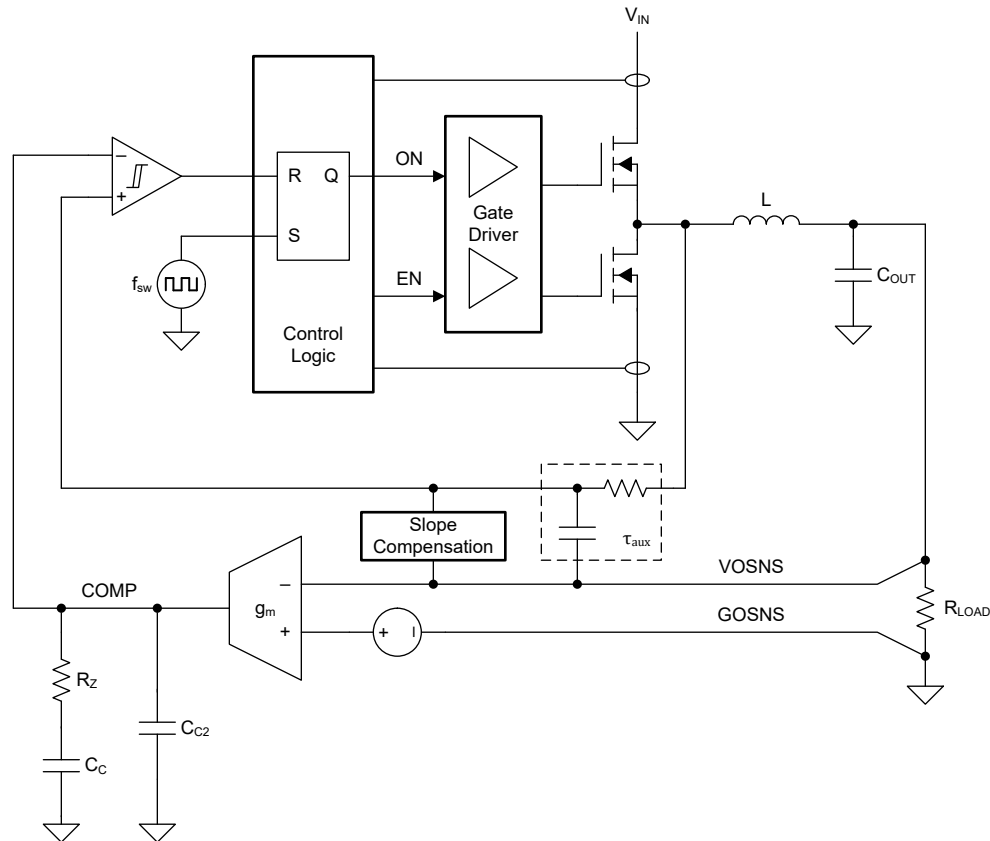 V_IN
−
+
R Q
S
ON
EN
Gate
Driver
Control
Logic
f_sw
L
C_OUT
Slope
Compensation
τ_aux
COMP
g_m
−
+
+ −
VOSNS
GOSNS
R_LOAD
R_Z
C_C
C_C2